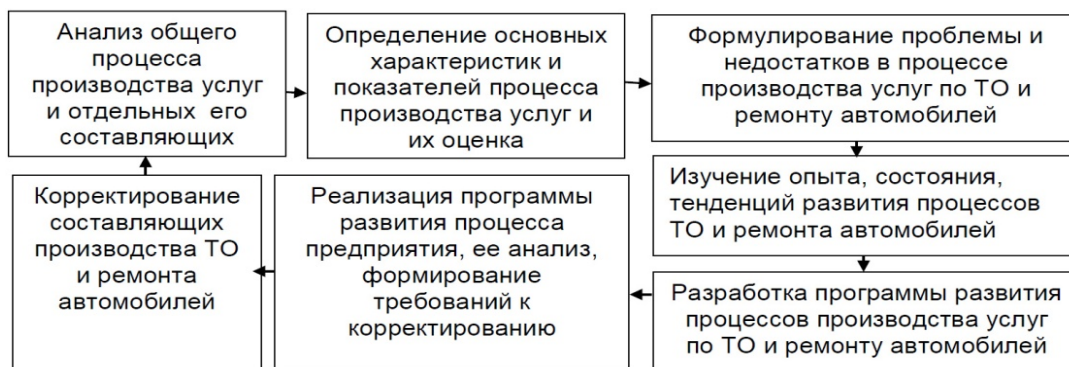 Анализ общего
процесса
производства услуг
и отдельных его
составляющих
Определение основных
характеристик и
показателей процесса
производства услуг и
их оценка
Формулирование проблемы и
недостатков в процессе
производства услуг по ТО и
ремонту автомобилей
Изучение опыта, состояния,
тенденций развития процессов
ТО и ремонта автомобилей
Разработка программы развития
процессов производства услуг
по ТО и ремонту автомобилей
Реализация программы
развития процесса
предприятия, ее анализ,
формирование
требований к
корректированию
Корректирование
составляющих
производства ТО
и ремонта
автомобилей